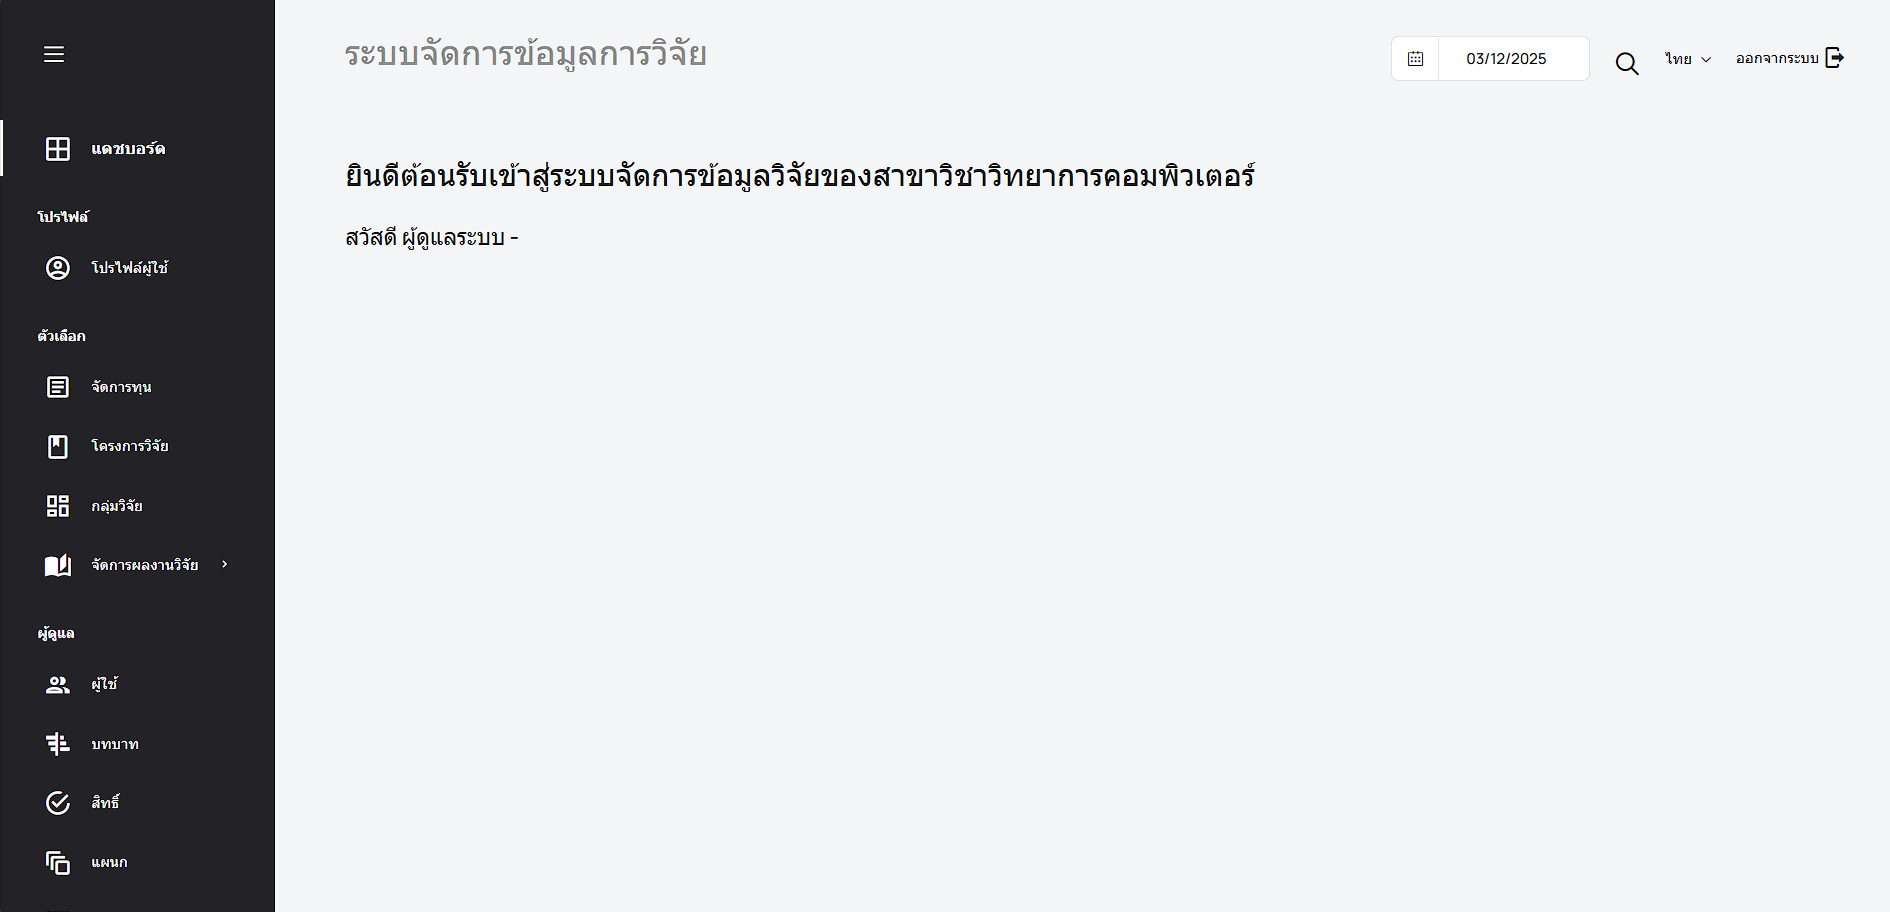 ระบบจัดการข้อมูลการวิจัย
03/12/2025
ไทย
ออกจากระบบ
แดชบอร์ด
โปรไฟล์
โปรไฟล์ผู้ใช้
ตัวเลือก
จัดการทุน
โครงการวิจัย
กลุ่มวิจัย
จัดการผลงานวิจัย
ผู้ดูแล
ผู้ใช้
บทบาท
สิทธิ์
แผนก
ยินดีต้อนรับเข้าสู่ระบบจัดการข้อมูลวิจัยของสาขาวิชาวิทยาการคอมพิวเตอร์
สวัสดี ผู้ดูแลระบบ -